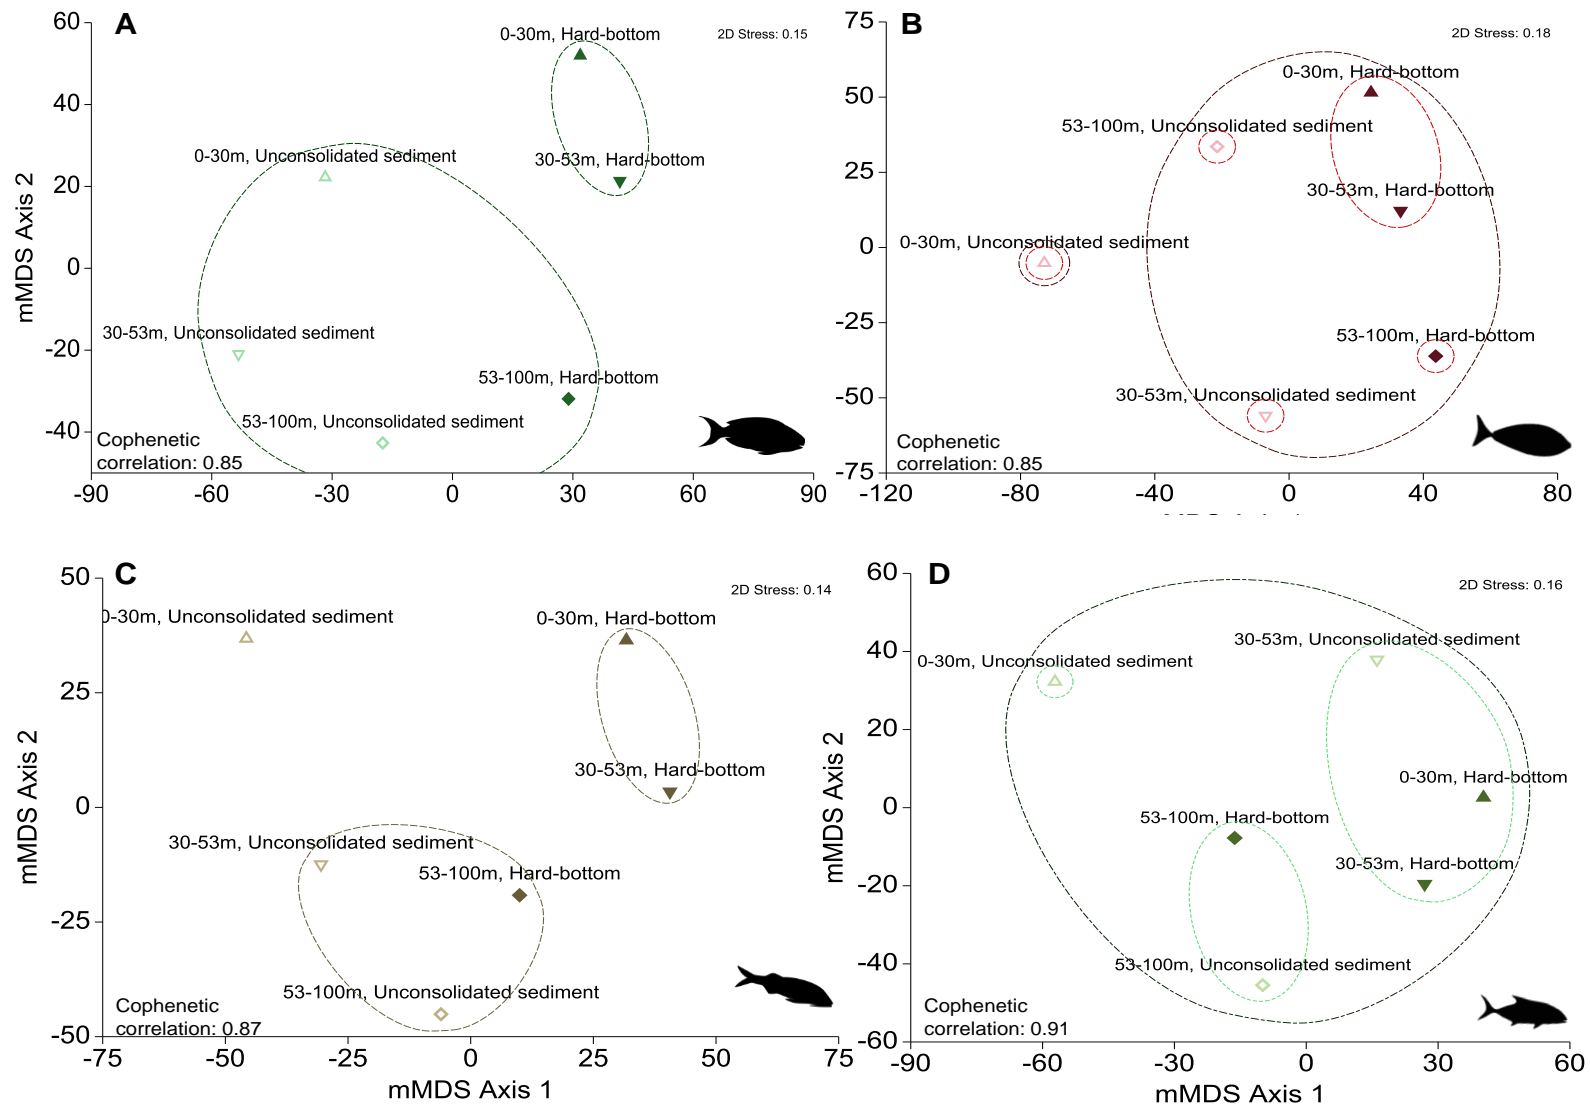 A
2D Stress: 0.15
60
40
20
0
-20
-40
mMDS Axis 2
0-30m, Hard-bottom
30-53m, Hard-bottom
0-30m, Unconsolidated sediment
30-53m, Unconsolidated sediment
53-100m, Hard-bottom
53-100m, Unconsolidated sediment
Cophenetic
correlation: 0.85
-90 -60 -30 0 30 60 90
B
2D Stress: 0.18
75
50
25
0
-25
-50
-75
0-30m, Hard-bottom
53-100m, Unconsolidated sediment
30-53m, Hard-bottom
0-30m, Unconsolidated sediment
53-100m, Hard-bottom
30-53m, Unconsolidated sediment
Cophenetic
correlation: 0.85
-120 -80 -40 0 40 80
C
2D Stress: 0.14
50
25
0
-25
-50
mMDS Axis 2
0-30m, Unconsolidated sediment
0-30m, Hard-bottom
30-53m, Hard-bottom
30-53m, Unconsolidated sediment
53-100m, Hard-bottom
53-100m, Unconsolidated sediment
Cophenetic
correlation: 0.87
-75 -50 -25 0 25 50 75
mMDS Axis 1
D
2D Stress: 0.16
60
40
20
0
-20
-40
-60
mMDS Axis 2
30-53m, Unconsolidated sediment
0-30m, Unconsolidated sediment
0-30m, Hard-bottom
53-100m, Hard-bottom
30-53m, Hard-bottom
53-100m, Unconsolidated sediment
Cophenetic
correlation: 0.91
-90 -60 -30 0 30 60
mMDS Axis 1